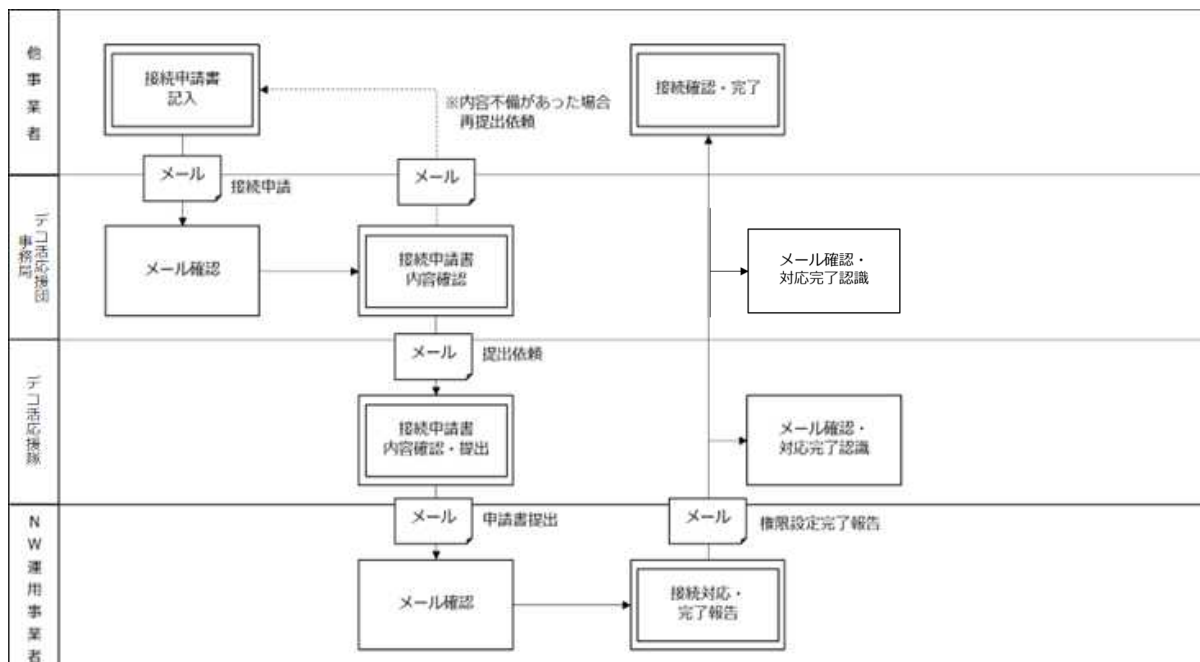 他事業者
接続申請書
記入
※内容不備があった場合
再提出依頼
接続確認・完了
メール
接続申請
メール
デコ活応援団
事務局
メール確認
接続申請書
内容確認
メール確認・
対応完了認識
メール
提出依頼
デコ活応援隊
接続申請書
内容確認・提出
メール確認・
対応完了認識
メール
申請書提出
メール
権限設定完了報告
NW運用事業者
メール確認
接続対応・
完了報告